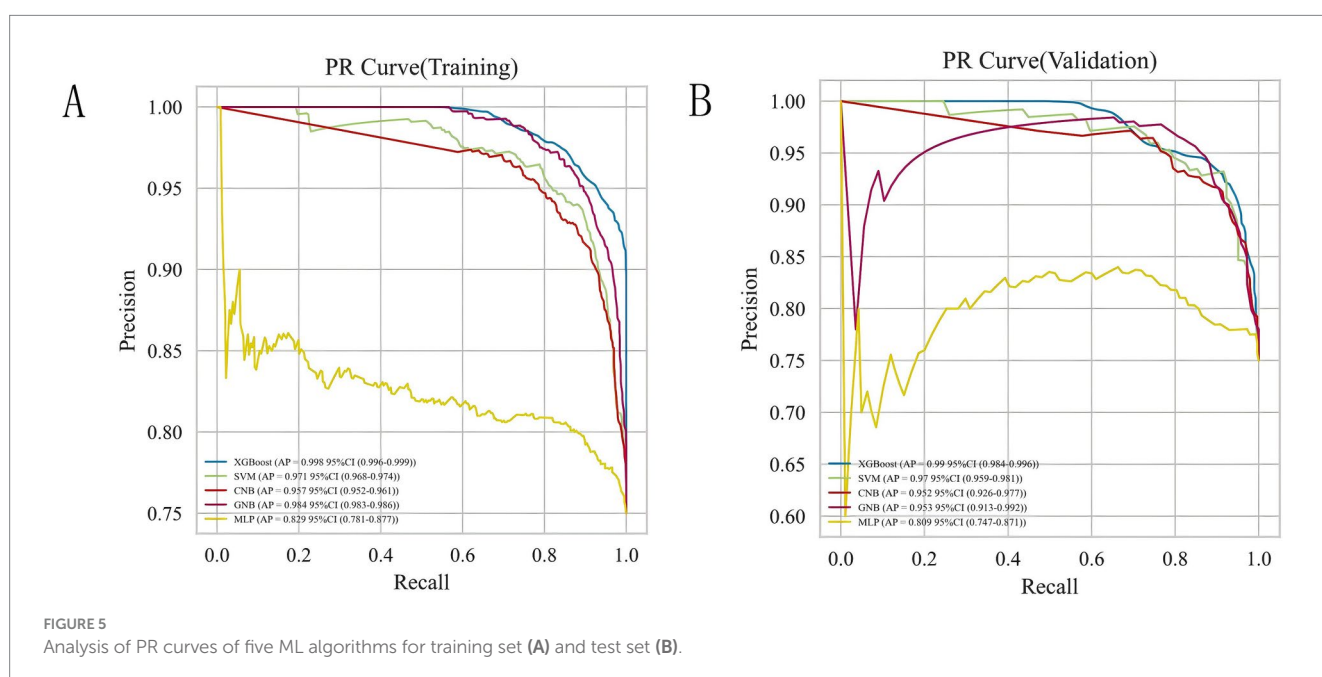 A
PR Curve(Training)
1.00
0.95
0.90
0.85
0.80
0.75
Precision
XGBoost (AP = 0.998 95%CI (0.996-0.999))
SVM (AP = 0.971 95%CI (0.968-0.974))
CNB (AP = 0.957 95%CI (0.952-0.961))
GNB (AP = 0.984 95%CI (0.983-0.986))
MLP (AP = 0.829 95%CI (0.781-0.877))
0.0 0.2 0.4 0.6 0.8 1.0
Recall
B
PR Curve(Validation)
1.00
0.95
0.90
0.85
0.80
0.75
0.70
0.65
0.60
Precision
XGBoost (AP = 0.99 95%CI (0.984-0.996))
SVM (AP = 0.97 95%CI (0.959-0.981))
CNB (AP = 0.952 95%CI (0.926-0.977))
GNB (AP = 0.953 95%CI (0.913-0.992))
MLP (AP = 0.809 95%CI (0.747-0.871))
0.0 0.2 0.4 0.6 0.8 1.0
Recall
FIGURE 5
Analysis of PR curves of five ML algorithms for training set (A) and test set (B).